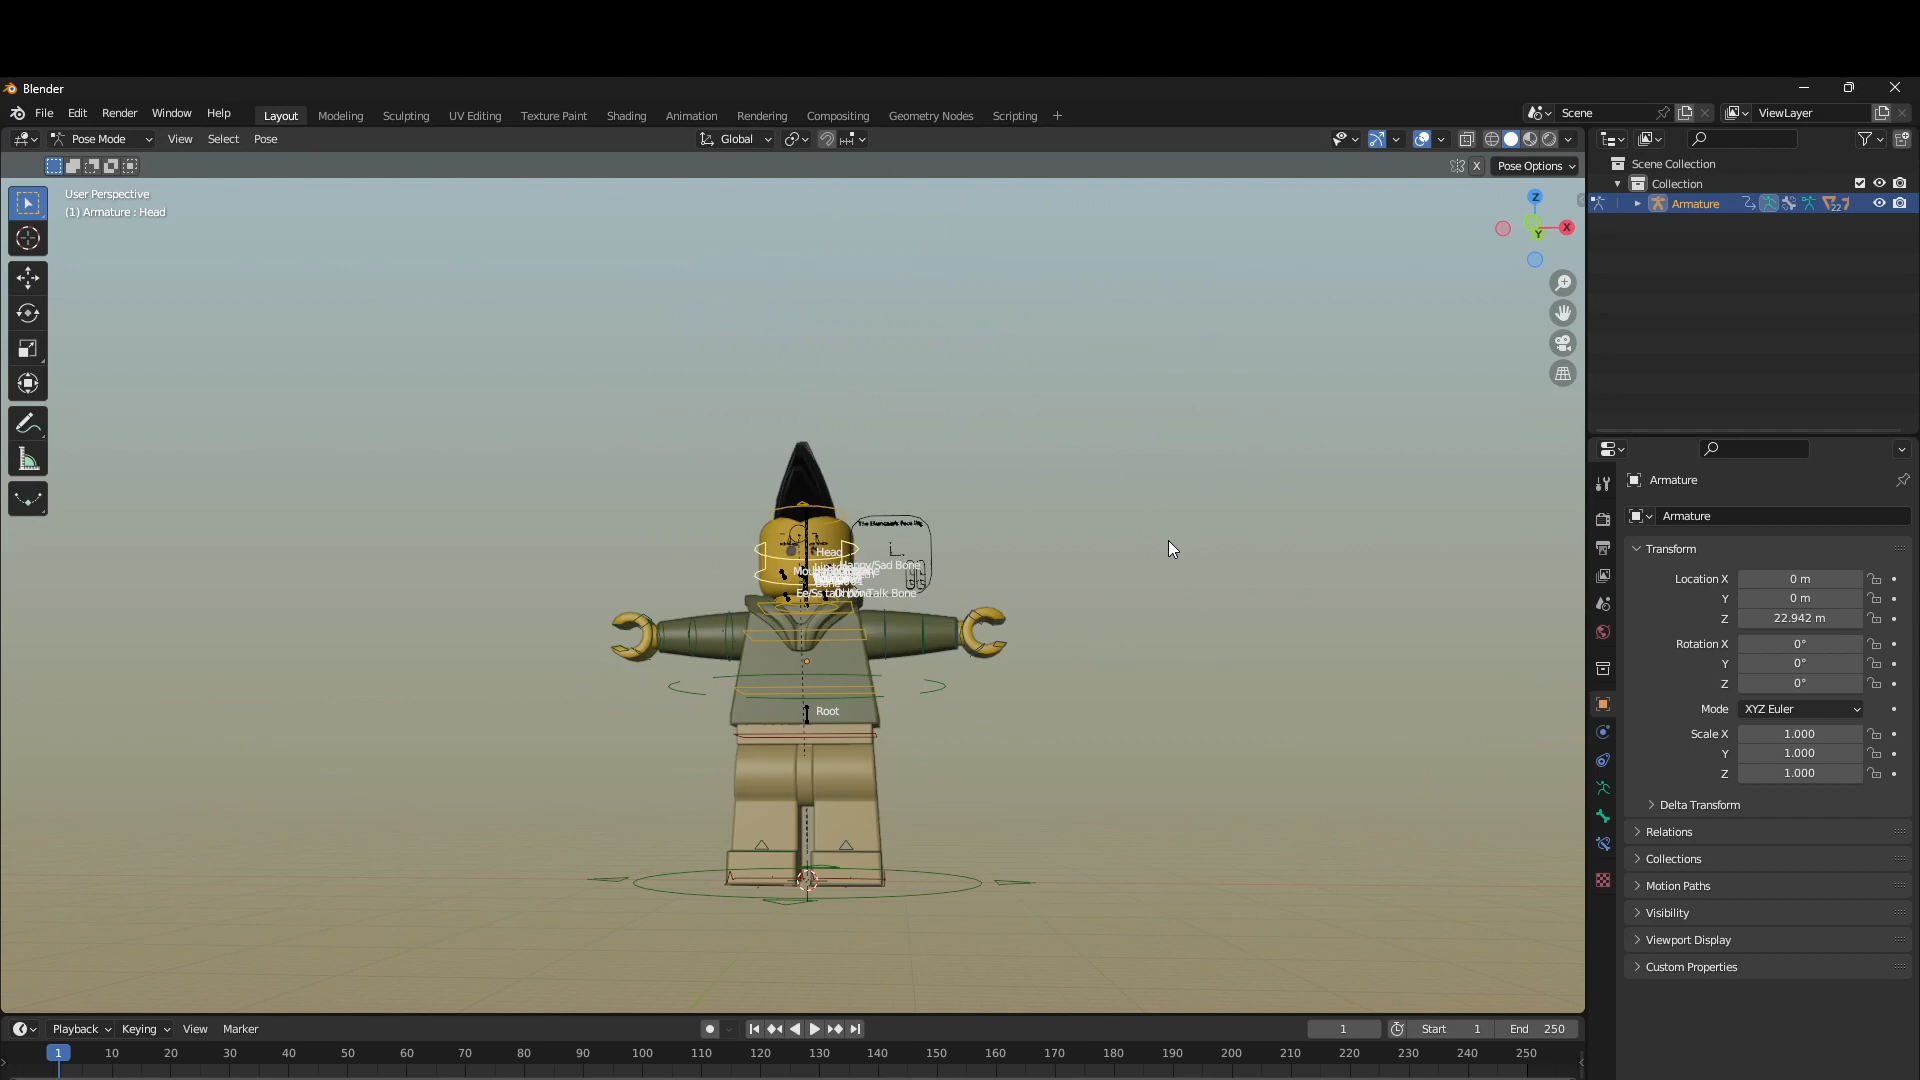 Blender
File Edit Render Window Help Layout Modeling Sculpting UV Editing Texture Paint Shading Animation Rendering Compositing Geometry Nodes Scripting + Scene ViewLayer
Pose Mode View Select Pose Global
X Pose Options
Scene Collection
Collection
Armature 22
User Perspective
(1) Armature : Head
Z
X
Y
Head
Happy/Sad Bone
Talk Bone
Root
Armature
Armature
Transform
Location X 0 m
Y 0 m
Z 22.942 m
Rotation X 0°
Y 0°
Z 0°
Mode XYZ Euler
Scale X 1.000
Y 1.000
Z 1.000
Delta Transform
Relations
Collections
Motion Paths
Visibility
Viewport Display
Custom Properties
Playback Keying View Marker 1 Start 1 End 250
1 10 20 30 40 50 60 70 80 90 100 110 120 130 140 150 160 170 180 190 200 210 220 230 240 250